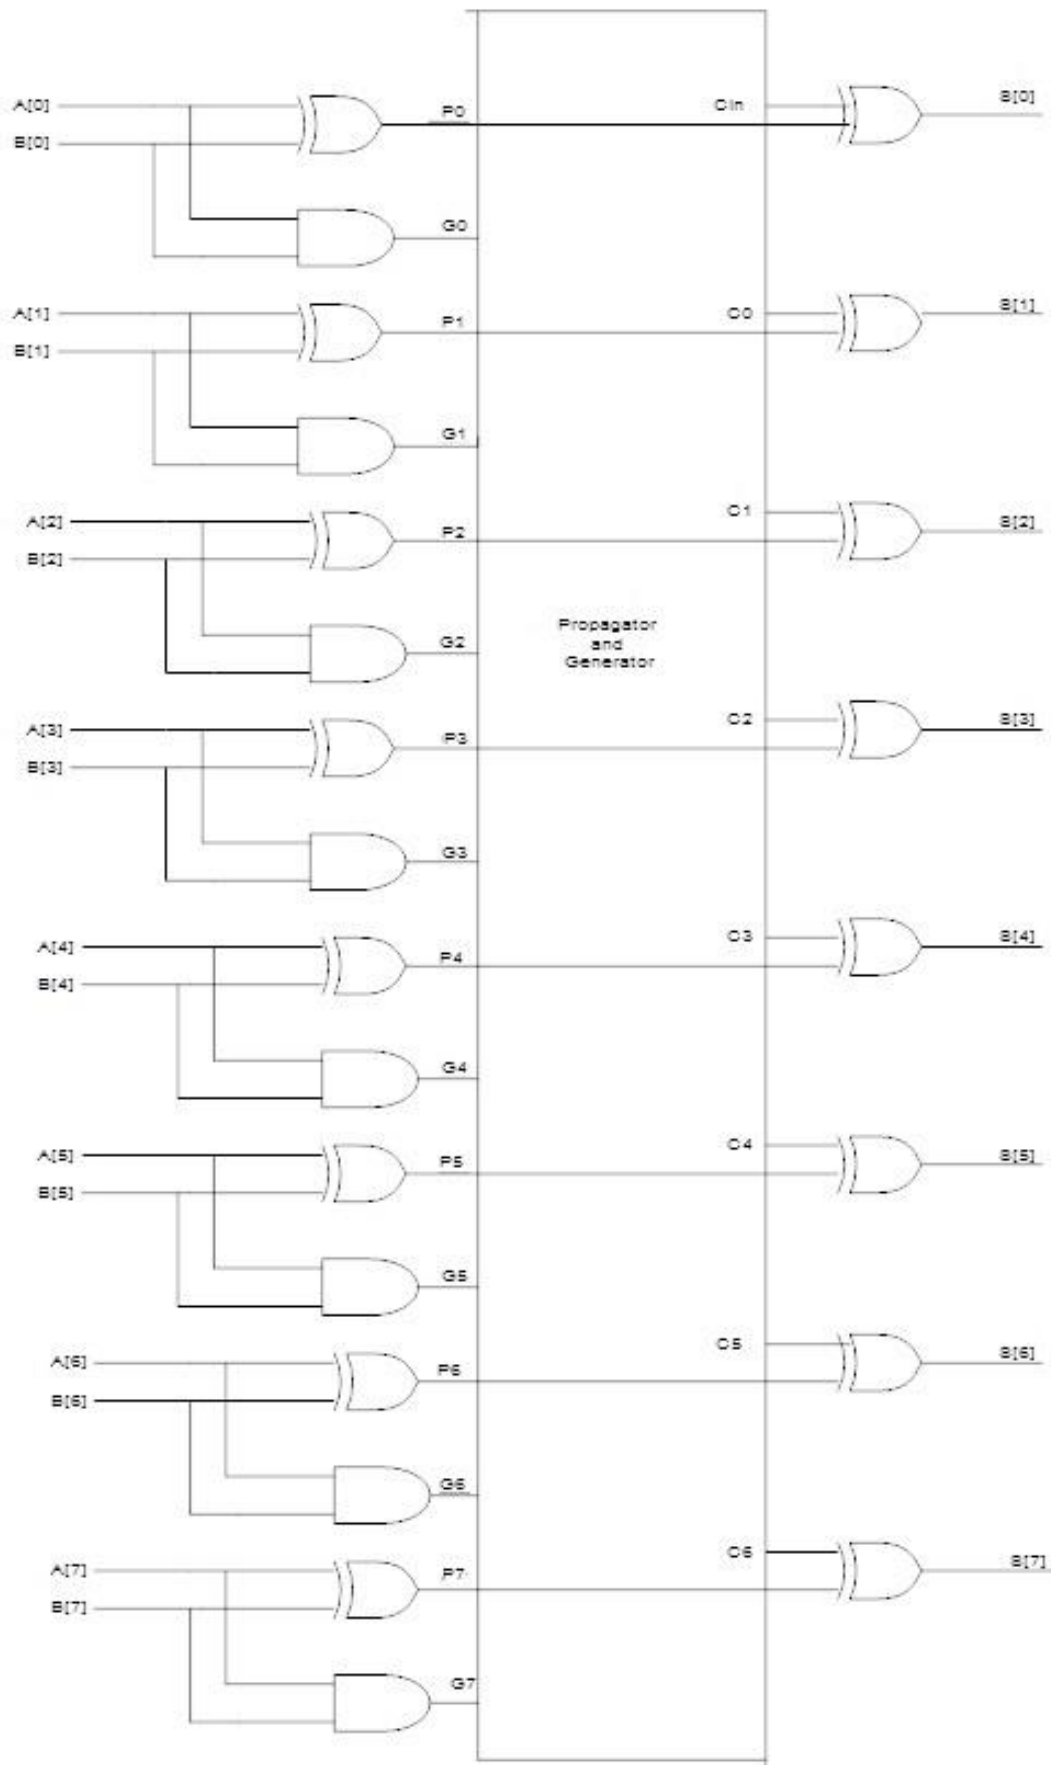 A[0]
P0
Cin
S[0]
B[0]
G0
A[1]
P1
C0
S[1]
B[1]
G1
A[2]
P2
C1
S[2]
B[2]
G2
Propagator
and
Generator
A[3]
P3
C2
S[3]
B[3]
G3
A[4]
P4
C3
S[4]
B[4]
G4
A[5]
P5
C4
S[5]
B[5]
G5
A[6]
P6
C5
S[6]
B[6]
G6
A[7]
P7
C6
S[7]
B[7]
G7